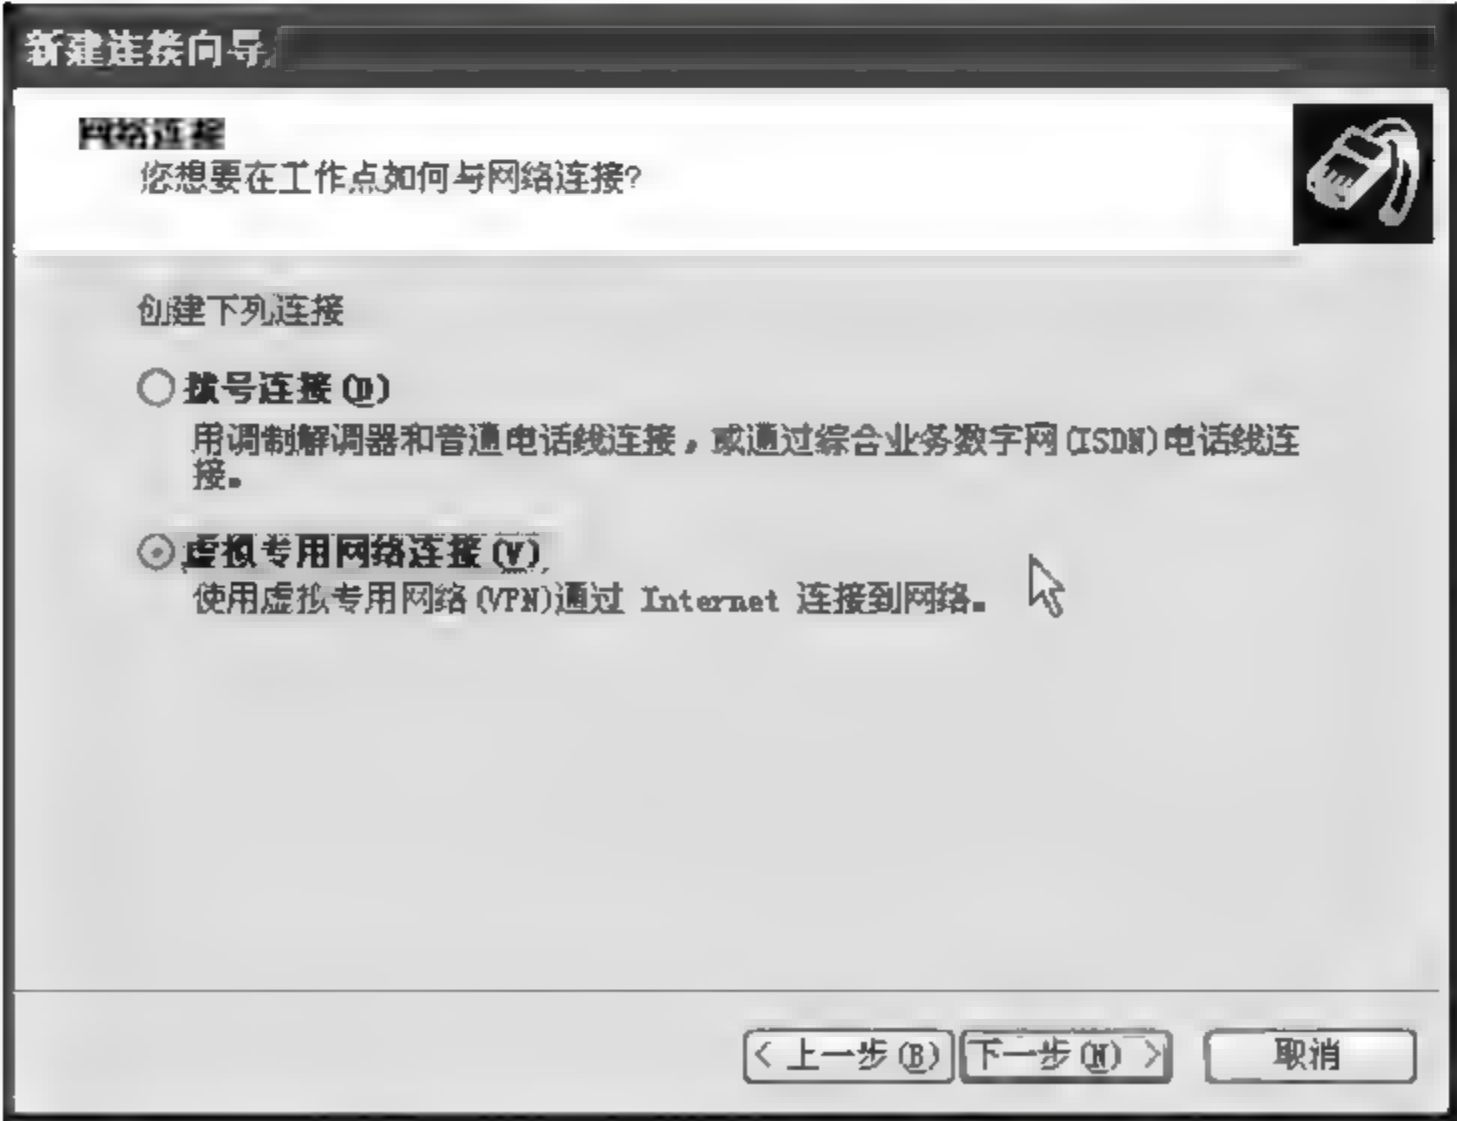 新建连接向导
网络连接
您想要在工作点如何与网络连接?
创建下列连接
拨号连接(D)
用调制解调器和普通电话线连接，或通过综合业务数字网(ISDN)电话线连
接。
虚拟专用网络连接(V)
使用虚拟专用网络(VPN)通过 Internet 连接到网络。
< 上一步(B)
下一步(N) >
取消